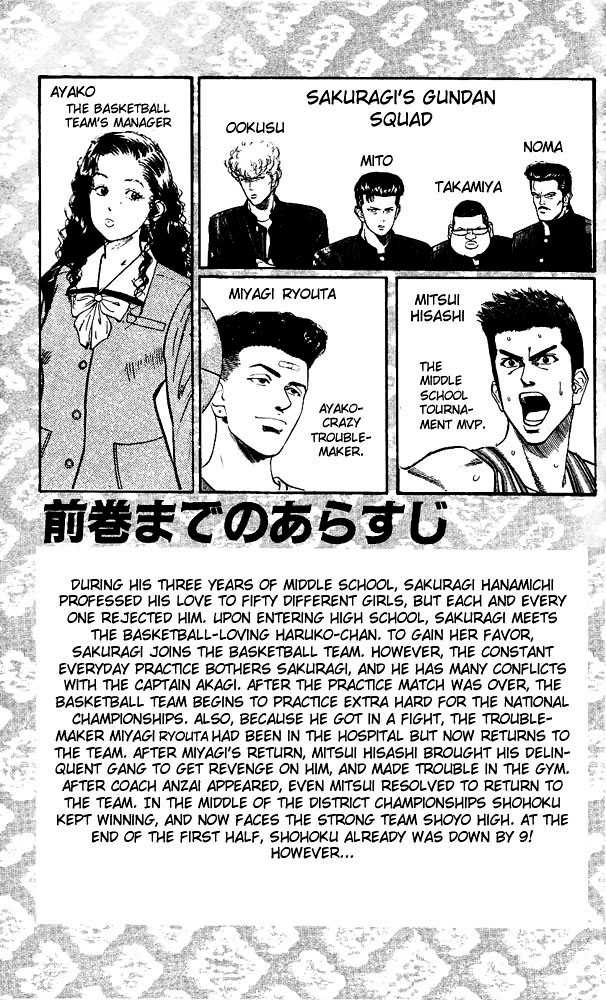 AYAKO
THE BASKETBALL
TEAM'S MANAGER
SAKURAGI'S GUNDAN
SQUAD
OOKUSU
MITO
TAKAMIYA
NOMA
MIYAGI RYOUTA
AYAKO-
CRAZY
TROUBLE-
MAKER.
MITSUI
HISASHI
THE
MIDDLE
SCHOOL
TOURNA-
MENT MVP.
前巻までのあらすじ
DURING HIS THREE YEARS OF MIDDLE SCHOOL, SAKURAGI HANAMICHI
PROFESSED HIS LOVE TO FIFTY DIFFERENT GIRLS, BUT EACH AND EVERY
ONE REJECTED HIM. UPON ENTERING HIGH SCHOOL, SAKURAGI MEETS
THE BASKETBALL-LOVING HARUKO-CHAN. TO GAIN HER FAVOR,
SAKURAGI JOINS THE BASKETBALL TEAM. HOWEVER, THE CONSTANT
EVERYDAY PRACTICE BOTHERS SAKURAGI, AND HE HAS MANY CONFLICTS
WITH THE CAPTAIN AKAGI. AFTER THE PRACTICE MATCH WAS OVER, THE
BASKETBALL TEAM BEGINS TO PRACTICE EXTRA HARD FOR THE NATIONAL
CHAMPIONSHIPS. ALSO, BECAUSE HE GOT IN A FIGHT, THE TROUBLE-
MAKER MIYAGI RYOUTA HAD BEEN IN THE HOSPITAL BUT NOW RETURNS TO
THE TEAM. AFTER MIYAGI'S RETURN, MITSUI HISASHI BROUGHT HIS DELIN-
QUENT GANG TO GET REVENGE ON HIM, AND MADE TROUBLE IN THE GYM.
AFTER COACH ANZAI APPEARED, EVEN MITSUI RESOLVED TO RETURN TO
THE TEAM. IN THE MIDDLE OF THE DISTRICT CHAMPIONSHIPS SHOHOKU
KEPT WINNING, AND NOW FACES THE STRONG TEAM SHOYO HIGH. AT THE
END OF THE FIRST HALF, SHOHOKU ALREADY WAS DOWN BY 9!
HOWEVER...